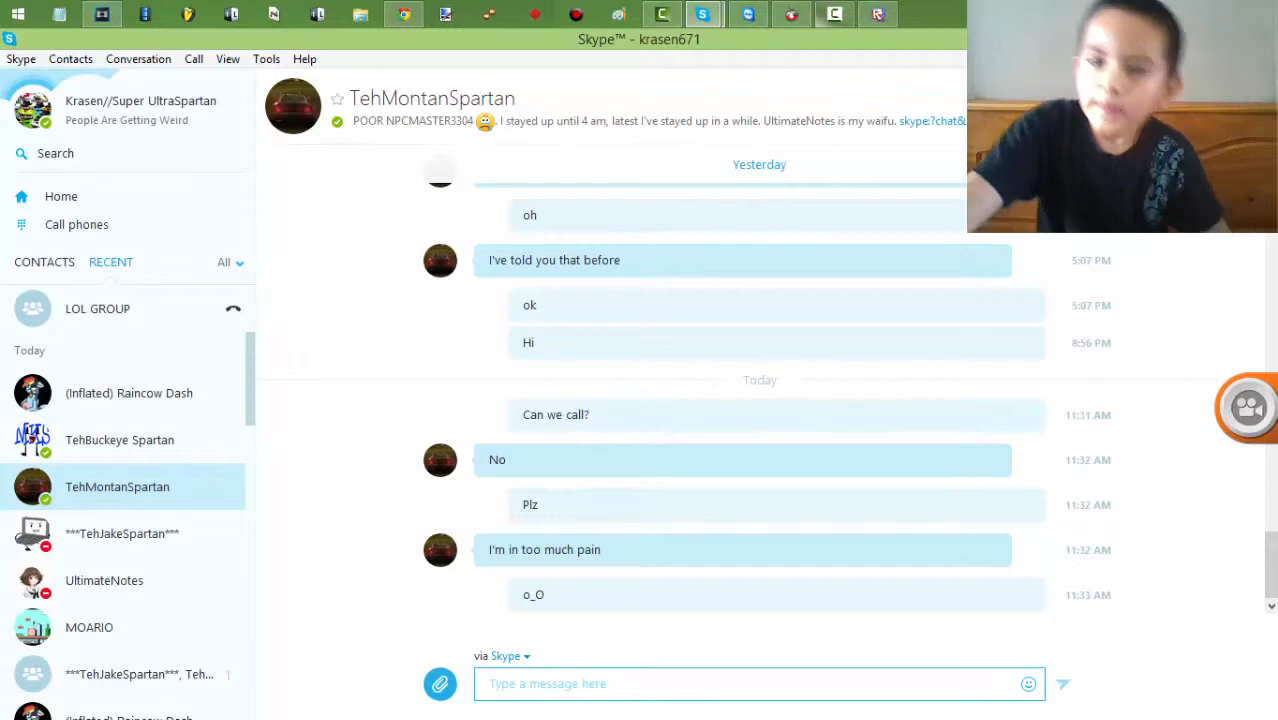 Skype™ - krasen671
Skype Contacts Conversation Call View Tools Help
Krasen//Super UltraSpartan
People Are Getting Weird
Search
Home
Call phones
CONTACTS RECENT All
LOL GROUP
Today
(Inflated) Raincow Dash
TehBuckeye Spartan
TehMontanSpartan
***TehJakeSpartan***
UltimateNotes
MOARIO
***TehJakeSpartan***, Teh... 1
TehMontanSpartan
POOR NPCMASTER3304 I stayed up until 4 am, latest I've stayed up in a while. UltimateNotes is my waifu. skype:?chat&
Yesterday
oh
I've told you that before 5:07 PM
ok 5:07 PM
Hi 8:56 PM
Today
Can we call? 11:31 AM
No 11:32 AM
Plz 11:32 AM
I'm in too much pain 11:32 AM
o_O 11:33 AM
via Skype
Type a message here